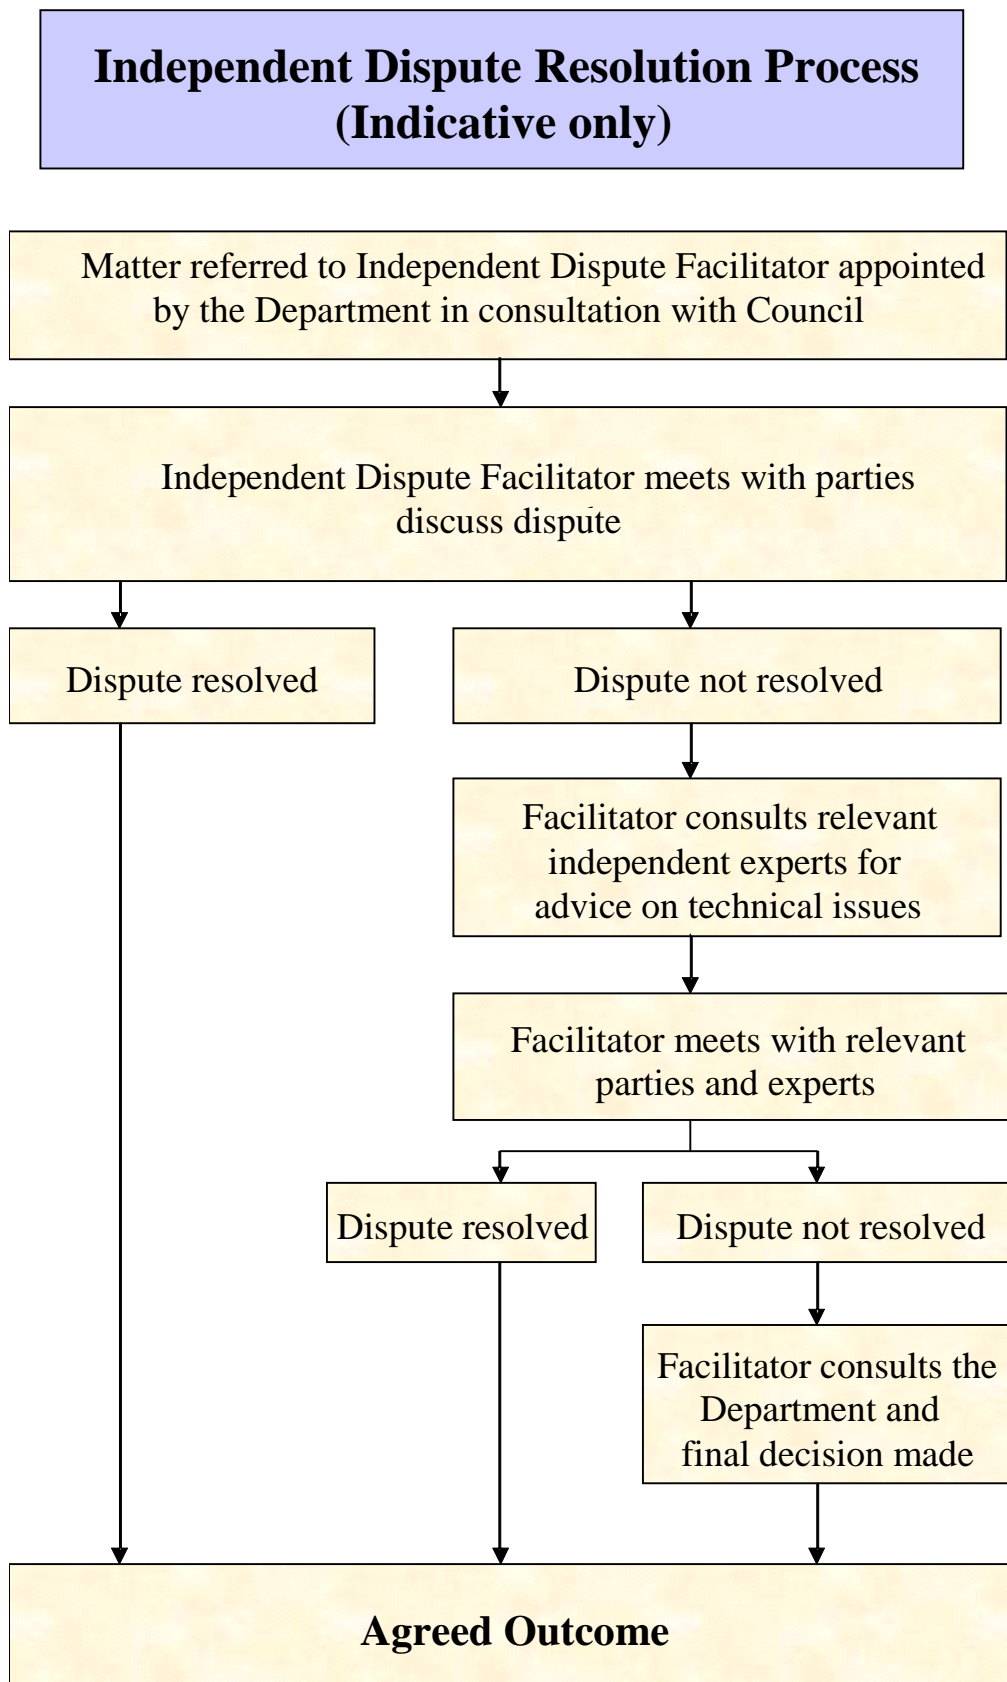 Independent Dispute Resolution Process
(Indicative only)
Matter referred to Independent Dispute Facilitator appointed
by the Department in consultation with Council
Independent Dispute Facilitator meets with parties
discuss dispute
Dispute resolved
Dispute not resolved
Facilitator consults relevant
independent experts for
advice on technical issues
Facilitator meets with relevant
parties and experts
Dispute resolved
Dispute not resolved
Facilitator consults the
Department and
final decision made
Agreed Outcome